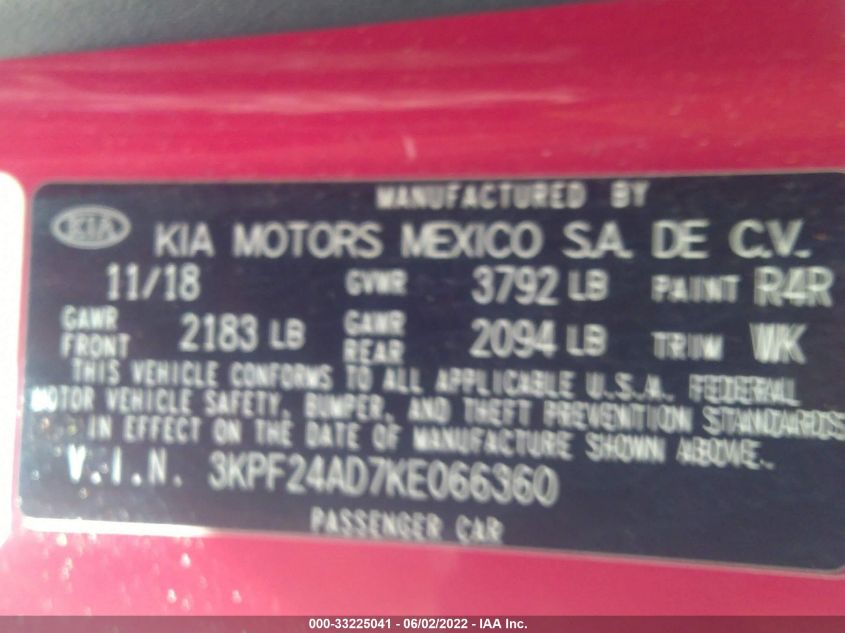 MANUFACTURED BY
KIA KIA MOTORS MEXICO S.A. DE C.V.
11/18 GVWR 3792 LB PAINT R4R
GAWR FRONT 2183 LB GAWR REAR 2094 LB TRIM WK
THIS VEHICLE CONFORMS TO ALL APPLICABLE U.S.A. FEDERAL
MOTOR VEHICLE SAFETY, BUMPER, AND THEFT PREVENTION STANDARDS
IN EFFECT ON THE DATE OF MANUFACTURE SHOWN ABOVE.
V.I.N. 3KPF24AD7KE066360
PASSENGER CAR
000-33225041 - 06/02/2022 - IAA Inc.